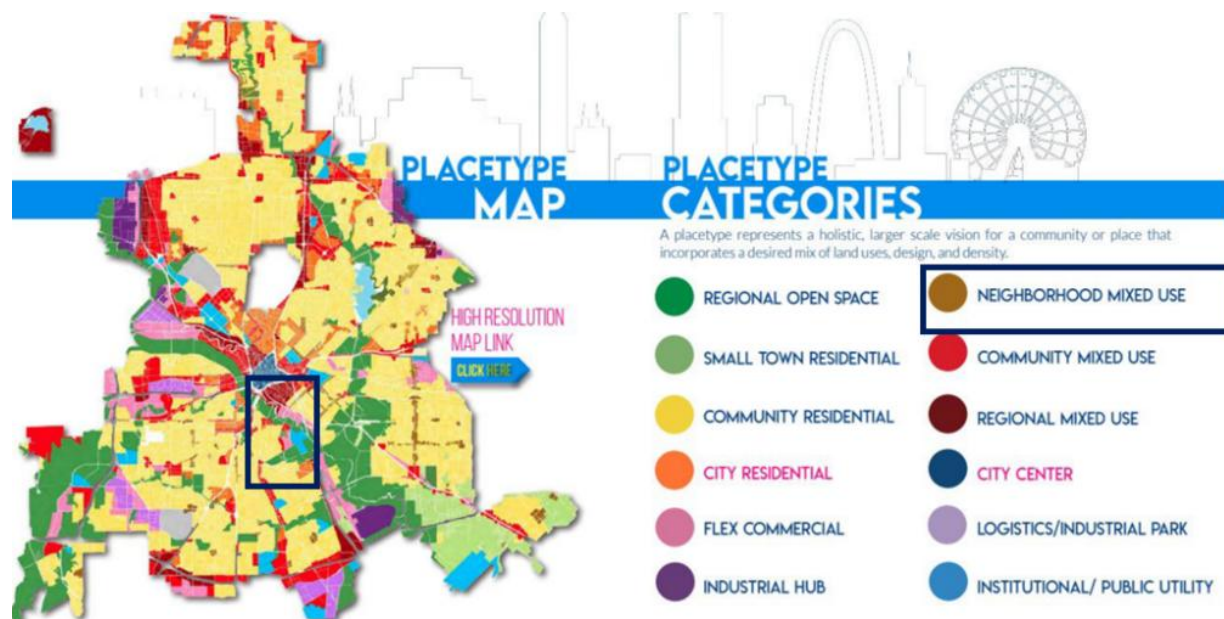 PLACETYPE
MAP
HIGH RESOLUTION
MAP LINK
CLICK HERE
PLACETYPE
CATEGORIES
A placetype represents a holistic, larger scale vision for a community or place that
incorporates a desired mix of land uses, design, and density.
REGIONAL OPEN SPACE
SMALL TOWN RESIDENTIAL
COMMUNITY RESIDENTIAL
CITY RESIDENTIAL
FLEX COMMERCIAL
INDUSTRIAL HUB
NEIGHBORHOOD MIXED USE
COMMUNITY MIXED USE
REGIONAL MIXED USE
CITY CENTER
LOGISTICS/INDUSTRIAL PARK
INSTITUTIONAL/ PUBLIC UTILITY